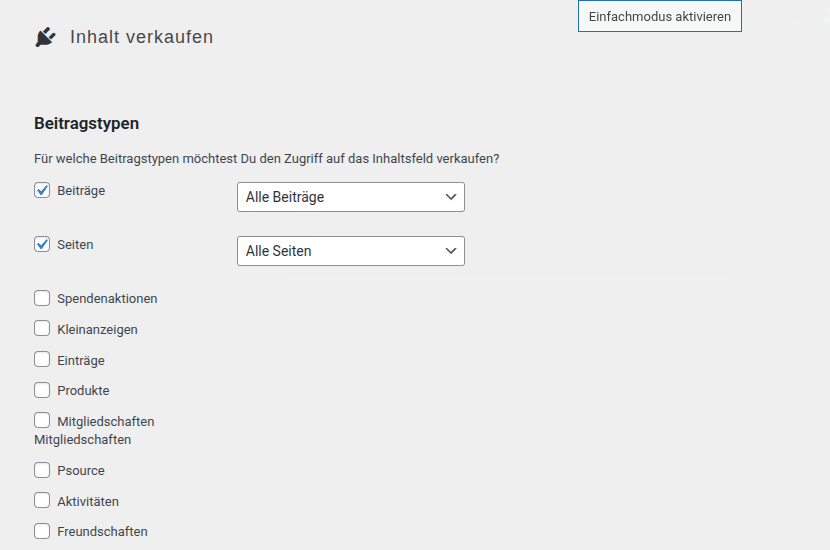 Einfachmodus aktivieren
Inhalt verkaufen
Beitragstypen
Für welche Beitragstypen möchtest Du den Zugriff auf das Inhaltsfeld verkaufen?
Beiträge Alle Beiträge
Seiten Alle Seiten
Spendenaktionen
Kleinanzeigen
Einträge
Produkte
Mitgliedschaften
Mitgliedschaften
Psource
Aktivitäten
Freundschaften